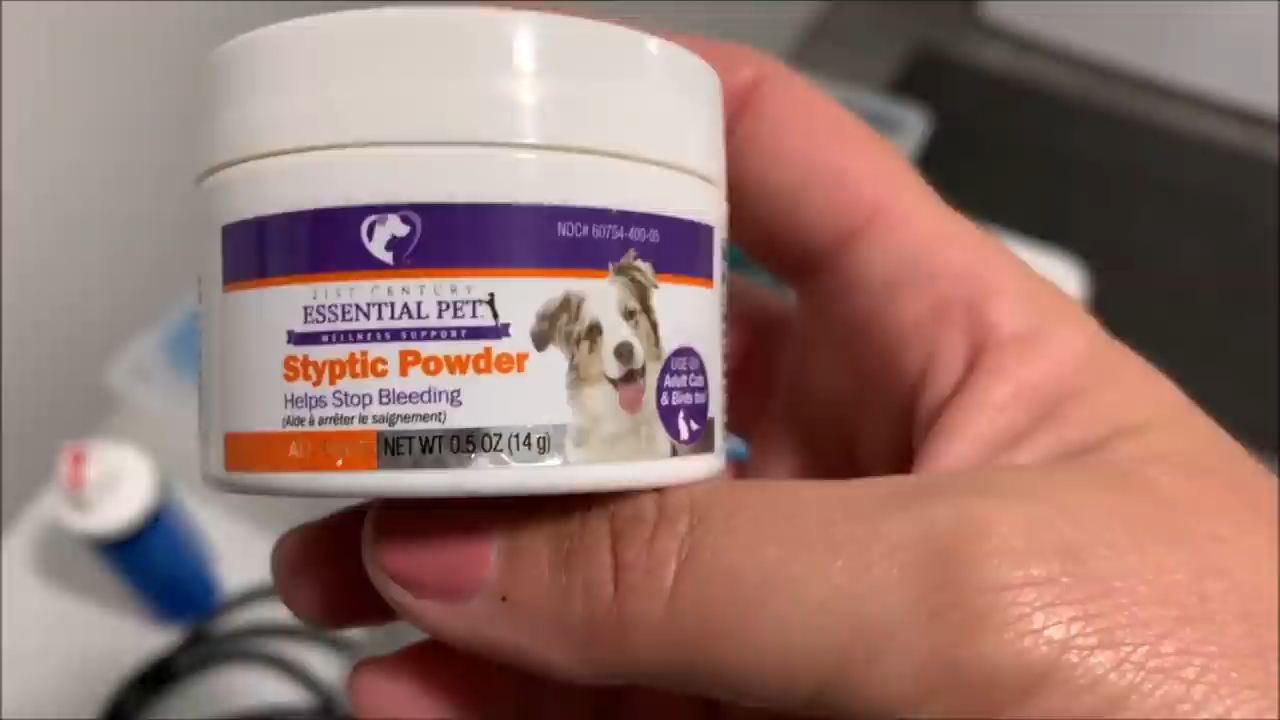 NDC# 60754-400-05
21ST CENTURY
ESSENTIAL PET
WELLNESS SUPPORT
Styptic Powder
Helps Stop Bleeding
(Aide à arrêter le saignement)
NET WT 0.5 OZ (14 g)
USE ON
Adult Cats
& Birds too!